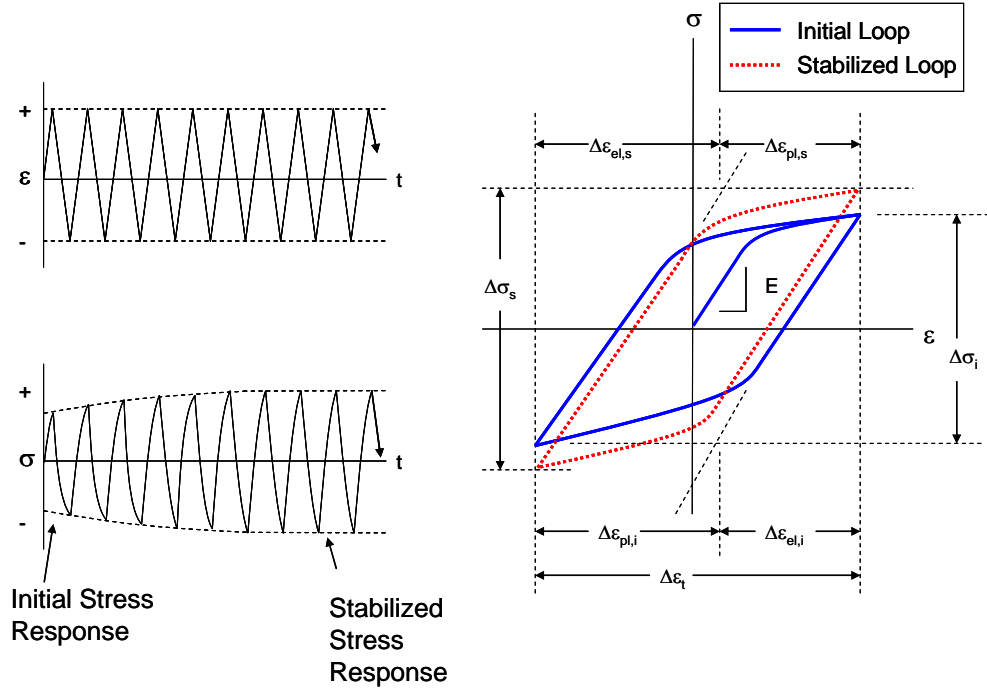 +
ε
-
t
+
σ
-
t
Initial Stress
Response
Stabilized
Stress
Response
σ
Initial Loop
Stabilized Loop
Δεel,s
Δεpl,s
Δσs
E
ε
Δσi
Δεpl,i
Δεel,i
Δεt